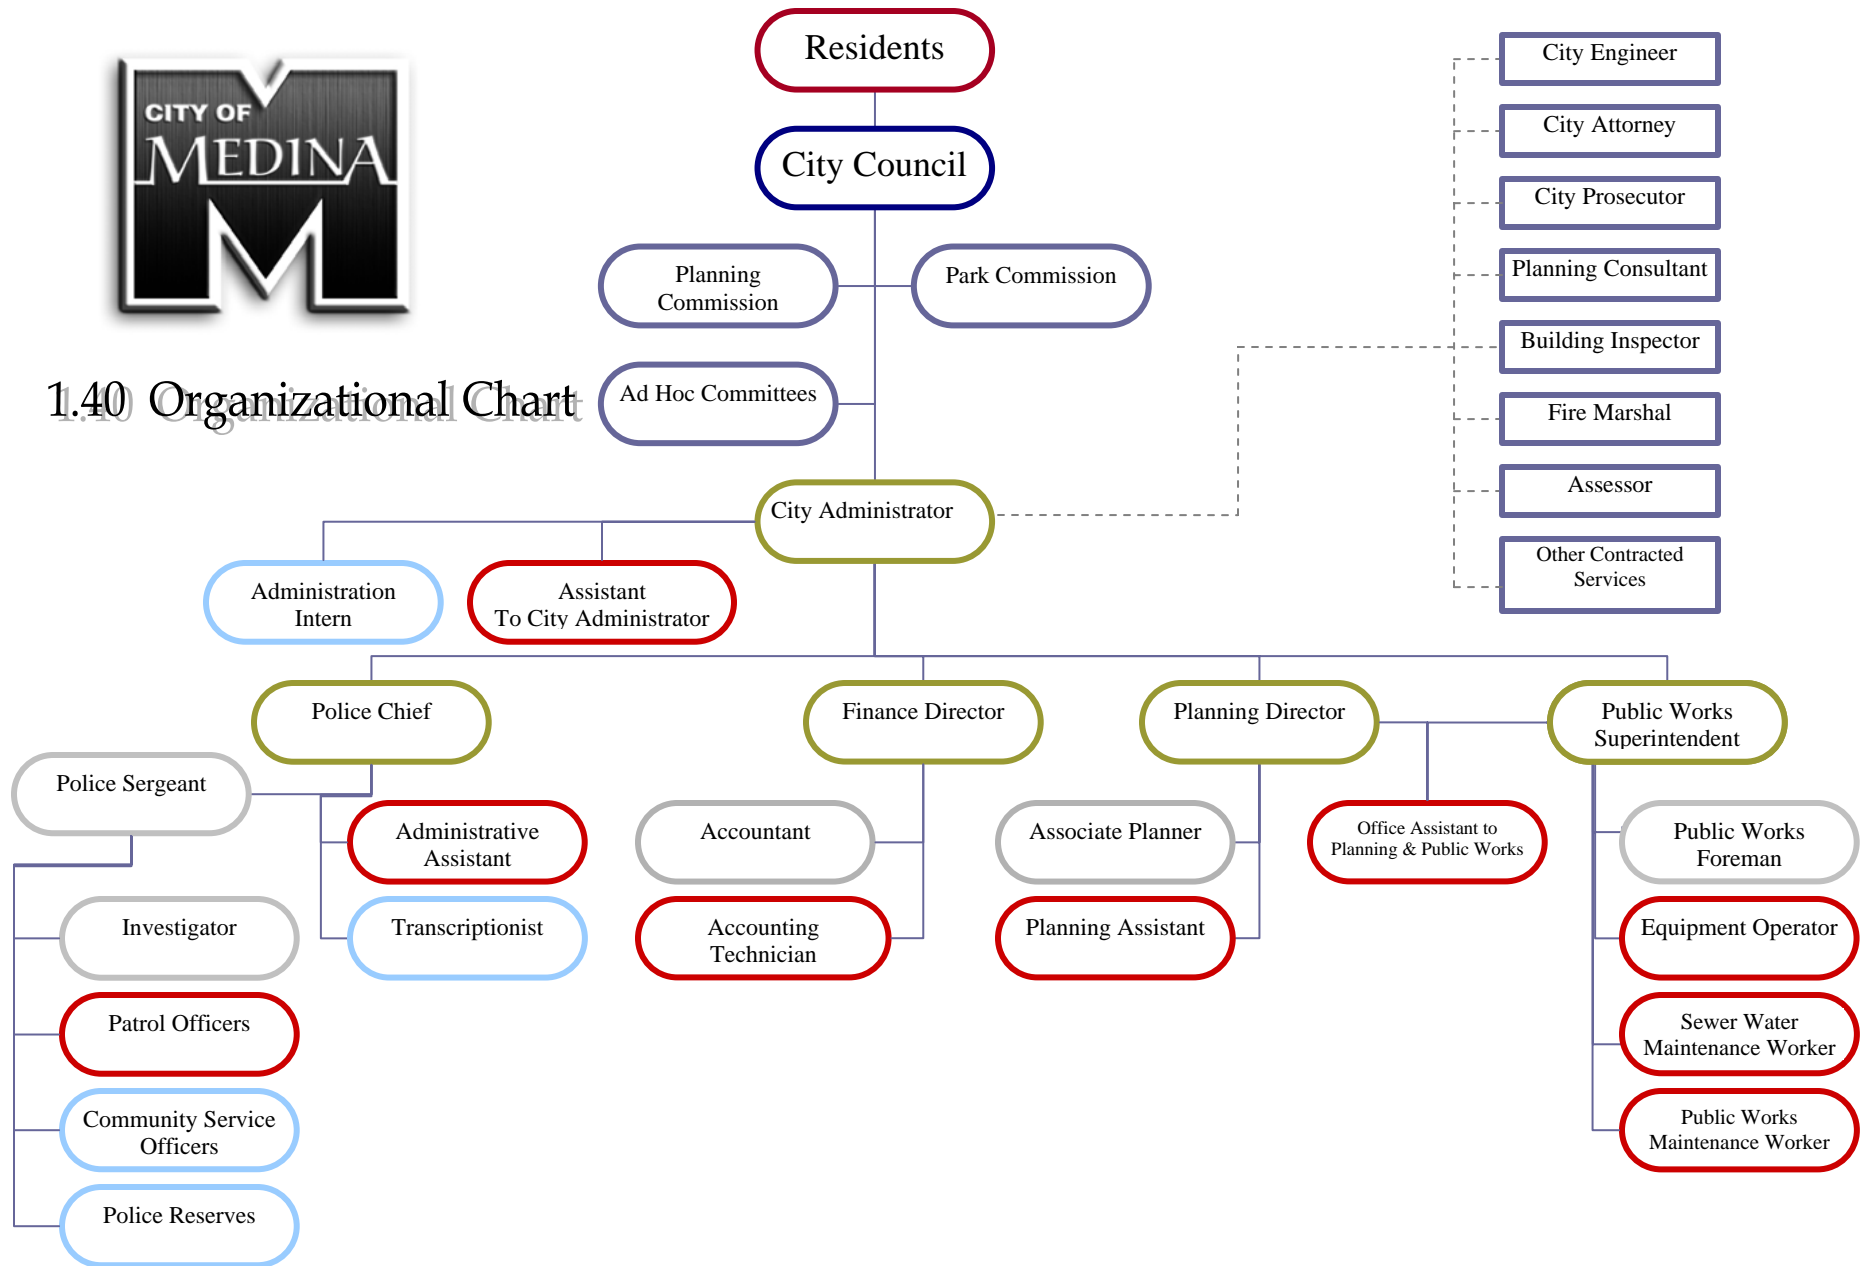 CITY OF
MEDINA
1.40 Organizational Chart
Residents
City Council
Planning
Commission
Park Commission
Ad Hoc Committees
City Administrator
City Engineer
City Attorney
City Prosecutor
Planning Consultant
Building Inspector
Fire Marshal
Assessor
Other Contracted
Services
Administration
Intern
Assistant
To City Administrator
Police Chief
Finance Director
Planning Director
Public Works
Superintendent
Police Sergeant
Administrative
Assistant
Accountant
Associate Planner
Office Assistant to
Planning & Public Works
Public Works
Foreman
Investigator
Transcriptionist
Accounting
Technician
Planning Assistant
Equipment Operator
Patrol Officers
Sewer Water
Maintenance Worker
Community Service
Officers
Public Works
Maintenance Worker
Police Reserves